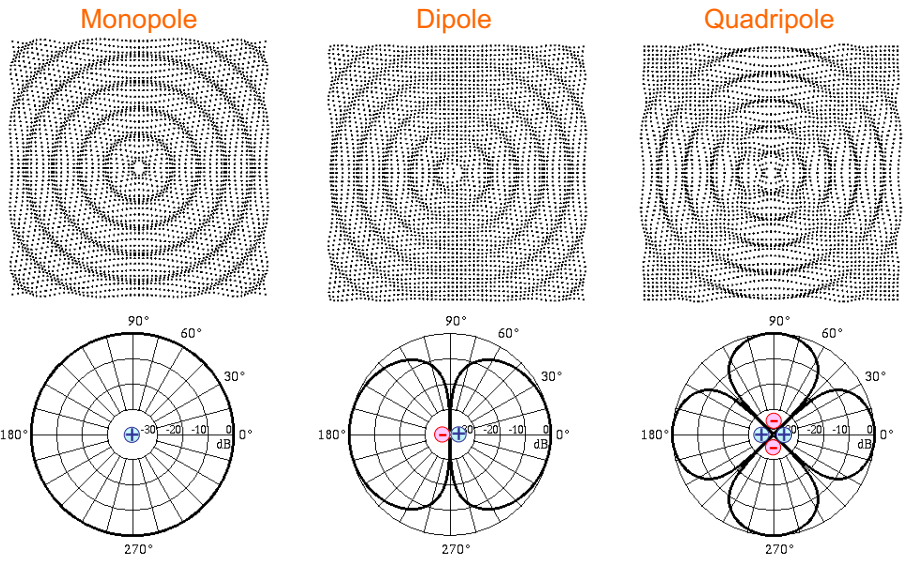 Monopole Dipole Quadripole
90° 90° 90°
60° 60° 60°
30° 30° 30°
180° + -30 -20 -10 0 0° 180° - + -30 -20 -10 0 0° 180° + + 30 -20 -10 0 0°
dB dB dB
- -
270° 270° 270°